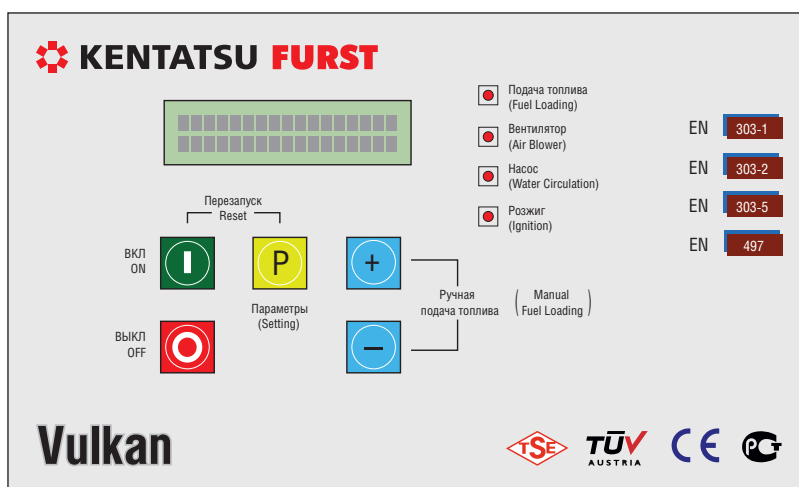 KENTATSU FURST
Подача топлива
(Fuel Loading)
Вентилятор
(Air Blower)
Насос
(Water Circulation)
Розжиг
(Ignition)
EN 303-1
EN 303-2
EN 303-5
EN 497
Перезапуск
Reset
ВКЛ
ON
P
+
Параметры
(Setting)
Ручная
подача топлива
(Manual
Fuel Loading)
ВЫКЛ
OFF
–
Vulkan
TSE
TÜV
AUSTRIA
CE
РСТ